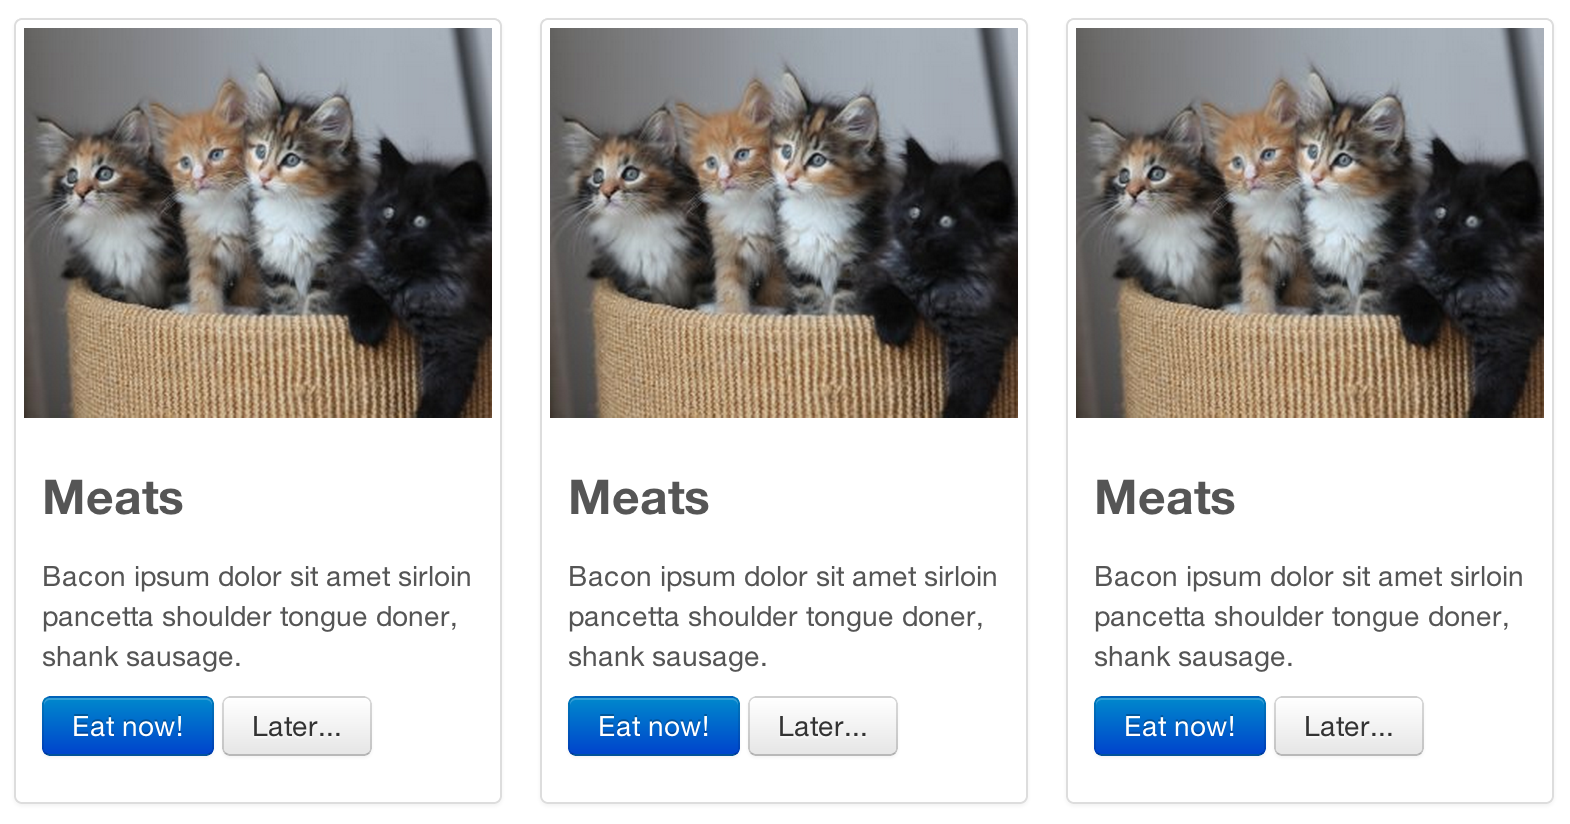 Meats
Bacon ipsum dolor sit amet sirloin
pancetta shoulder tongue doner,
shank sausage.
Eat now! Later...
Meats
Bacon ipsum dolor sit amet sirloin
pancetta shoulder tongue doner,
shank sausage.
Eat now! Later...
Meats
Bacon ipsum dolor sit amet sirloin
pancetta shoulder tongue doner,
shank sausage.
Eat now! Later...